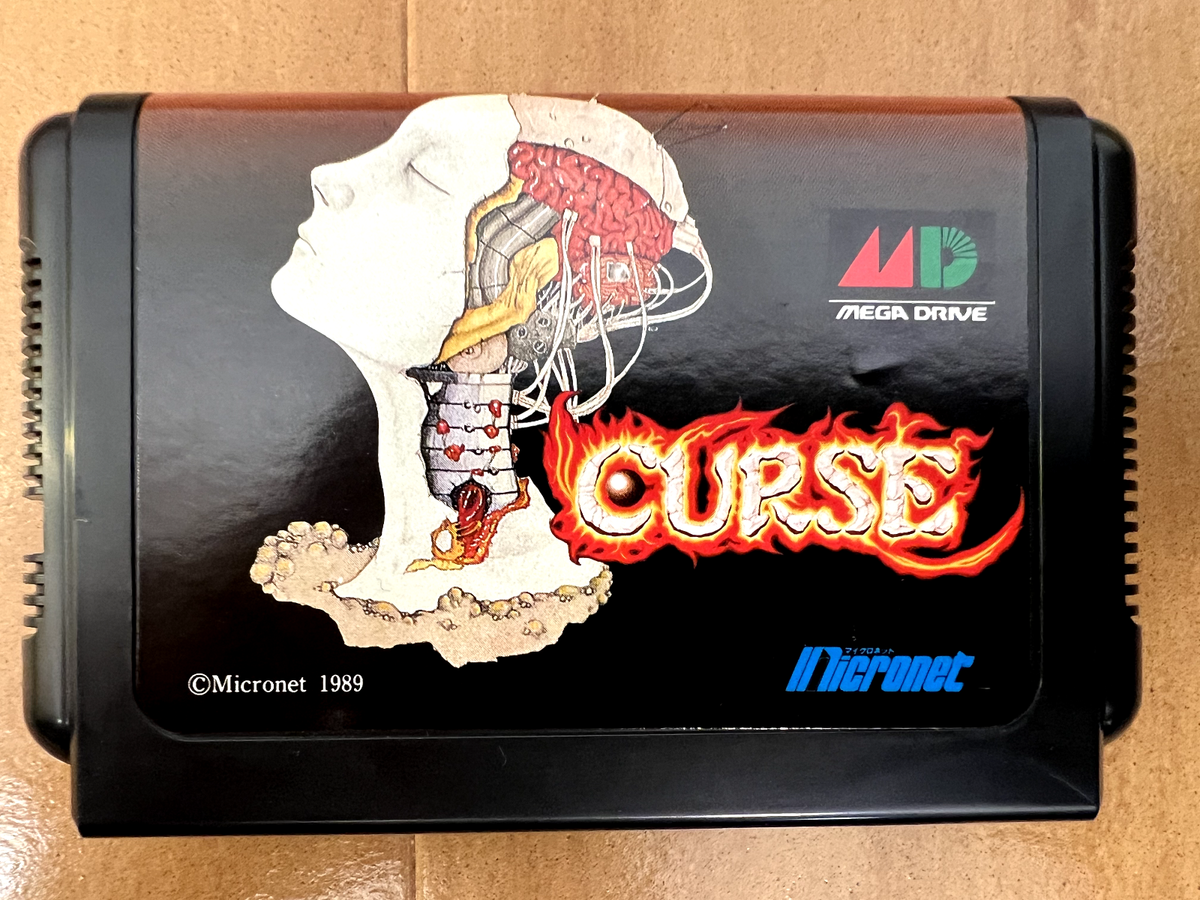 MD
MEGA DRIVE
CURSE
マイクロネット
Micronet
©Micronet 1989